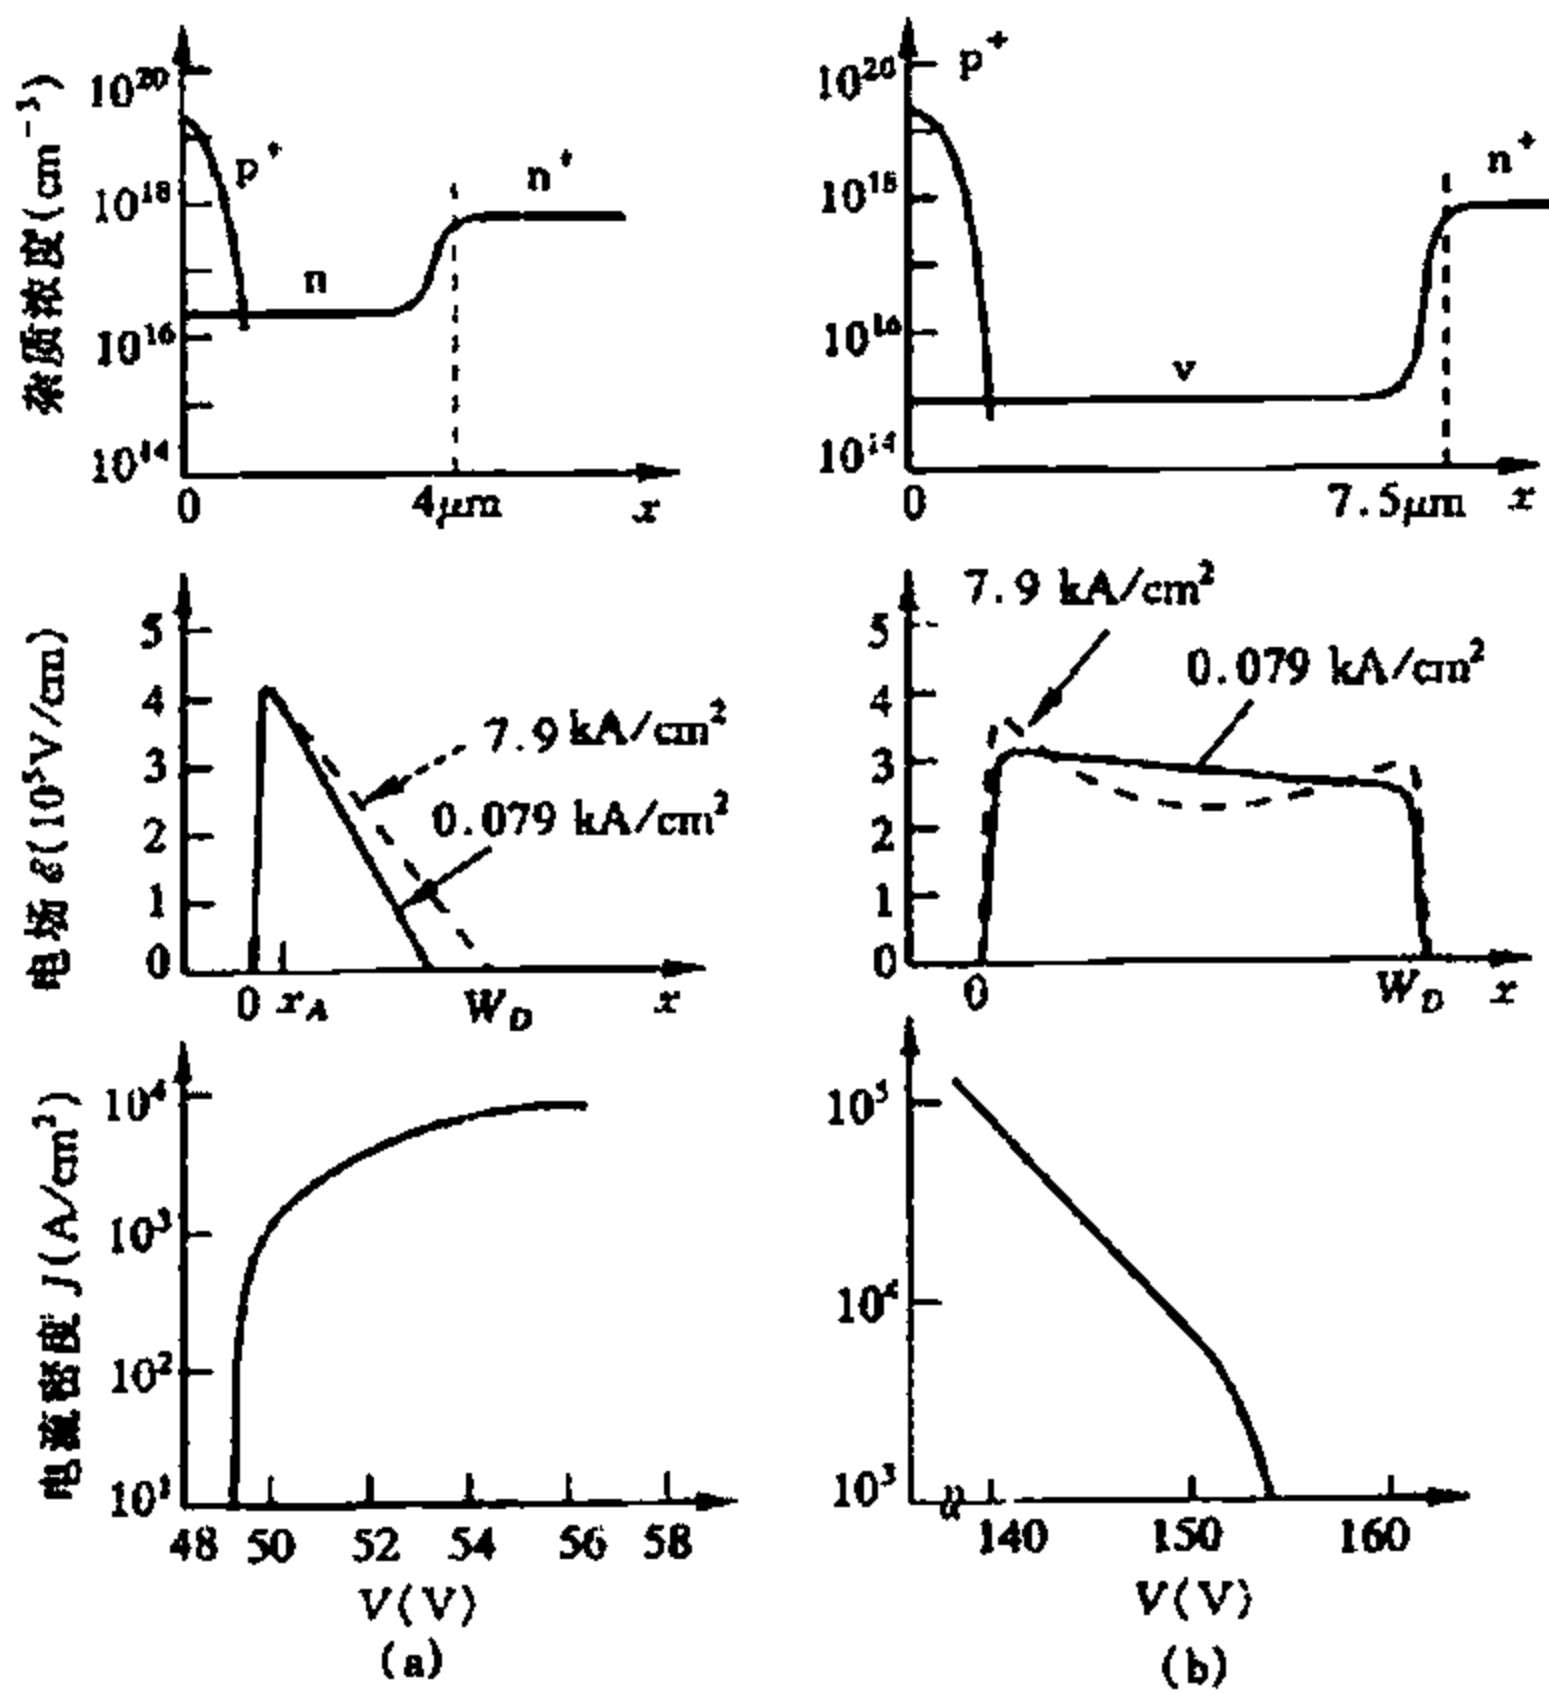 杂质浓度(cm⁻³)
10²⁰
10¹⁸
10¹⁶
10¹⁴
p⁺
n
n⁺
0
4μm
x
10²⁰
10¹⁸
10¹⁶
10¹⁴
p⁺
v
n⁺
0
7.5μm
x
电场 ℰ(10⁵V/cm)
5
4
3
2
1
0
7.9 kA/cm²
0.079 kA/cm²
0
x_A
W_D
x
5
4
3
2
1
0
7.9 kA/cm²
0.079 kA/cm²
0
W_D
x
电流密度 J(A/cm²)
10⁴
10³
10²
10¹
48 50 52 54 56 58
V(V)
(a)
10⁵
10⁴
10³
140 150 160
V(V)
(b)